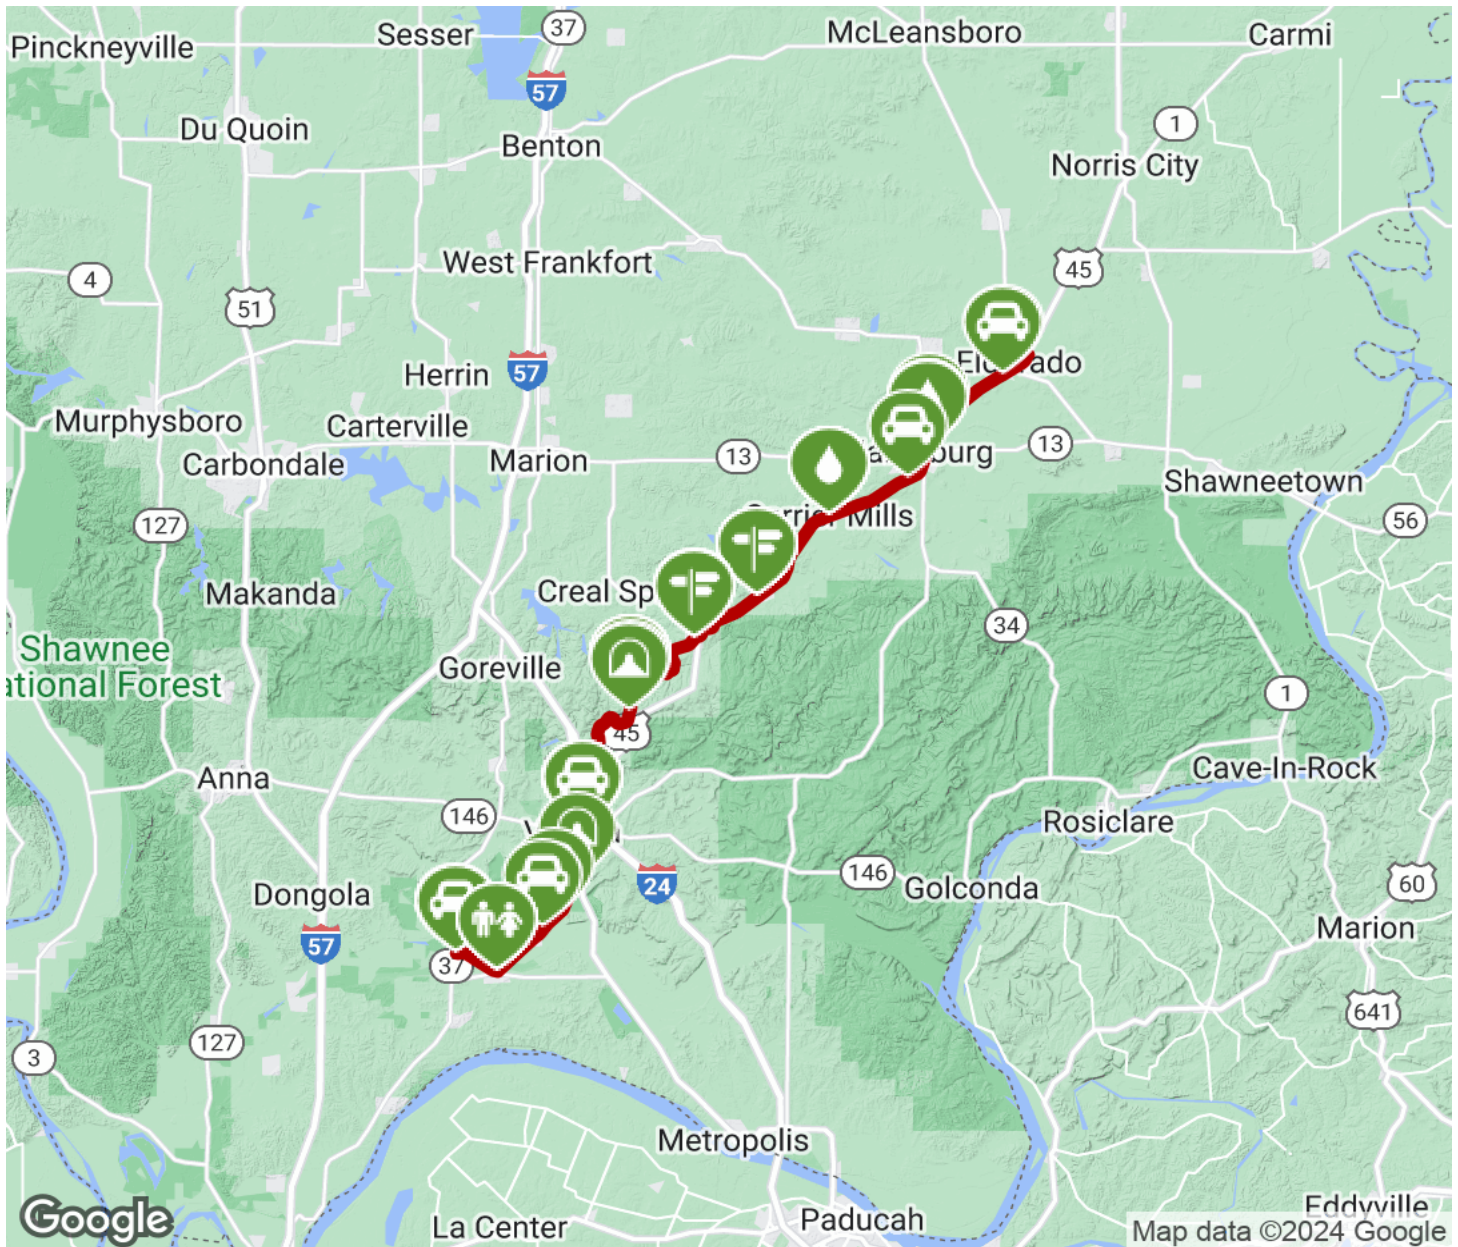 Pinckneyville
Sesser
37
McLeansboro
Carmi
57
Du Quoin
Benton
1
Norris City
West Frankfort
4
51
45
Herrin
57
Murphysboro
Carterville
Carbondale
Marion
13
13
Shawneetown
127
56
Mills
Makanda
Creal Sp
34
Shawnee
ational Forest
Goreville
1
45
Anna
Cave-In-Rock
146
Rosiclare
Dongola
24
146
Golconda
60
57
37
Marion
641
127
3
Metropolis
Paducah
Eddyville
La Center
Google
Map data ©2024 Google